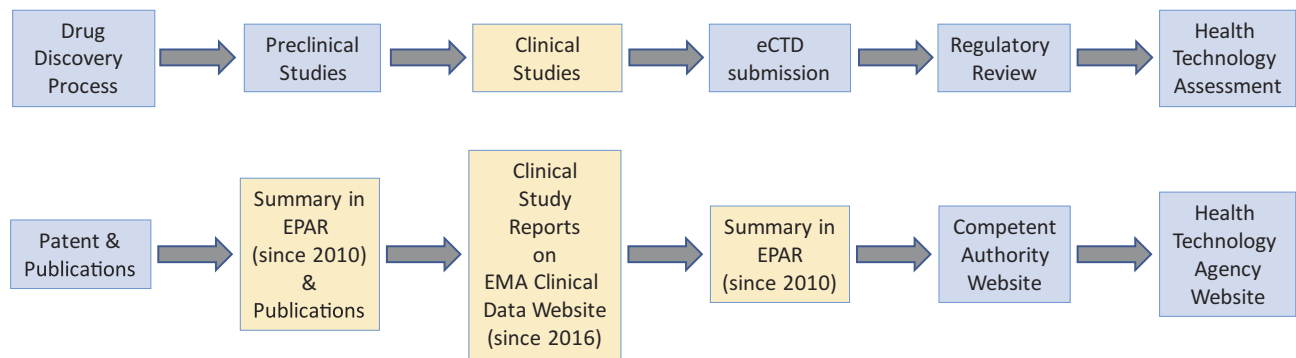 Drug
Discovery
Process
Preclinical
Studies
Clinical
Studies
eCTD
submission
Regulatory
Review
Health
Technology
Assessment
Patent &
Publications
Summary in
EPAR
(since 2010)
&
Publications
Clinical
Study
Reports
on
EMA Clinical
Data Website
(since 2016)
Summary in
EPAR
(since 2010)
Competent
Authority
Website
Health
Technology
Agency
Website